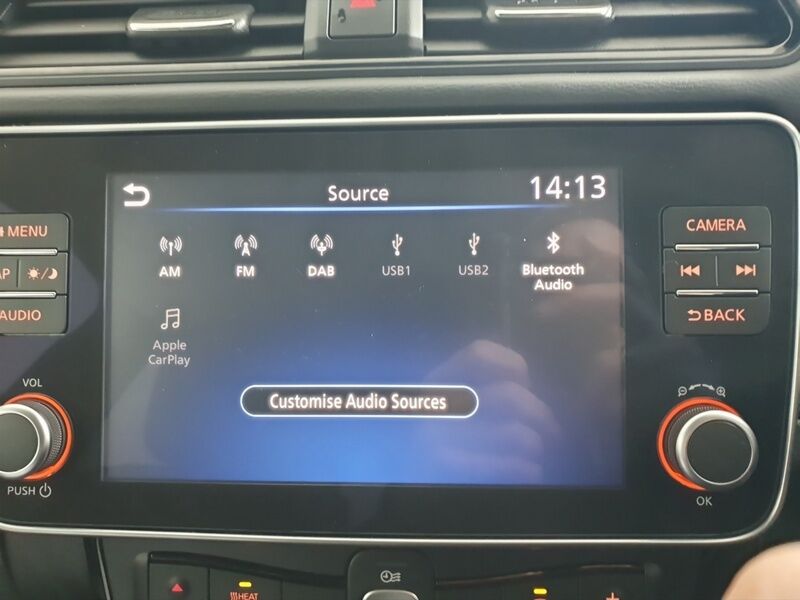 Source 14:13
AM FM DAB USB1 USB2 Bluetooth
Audio
Apple
CarPlay
Customise Audio Sources
MENU
AUDIO
VOL
PUSH
CAMERA
BACK
OK
HEAT